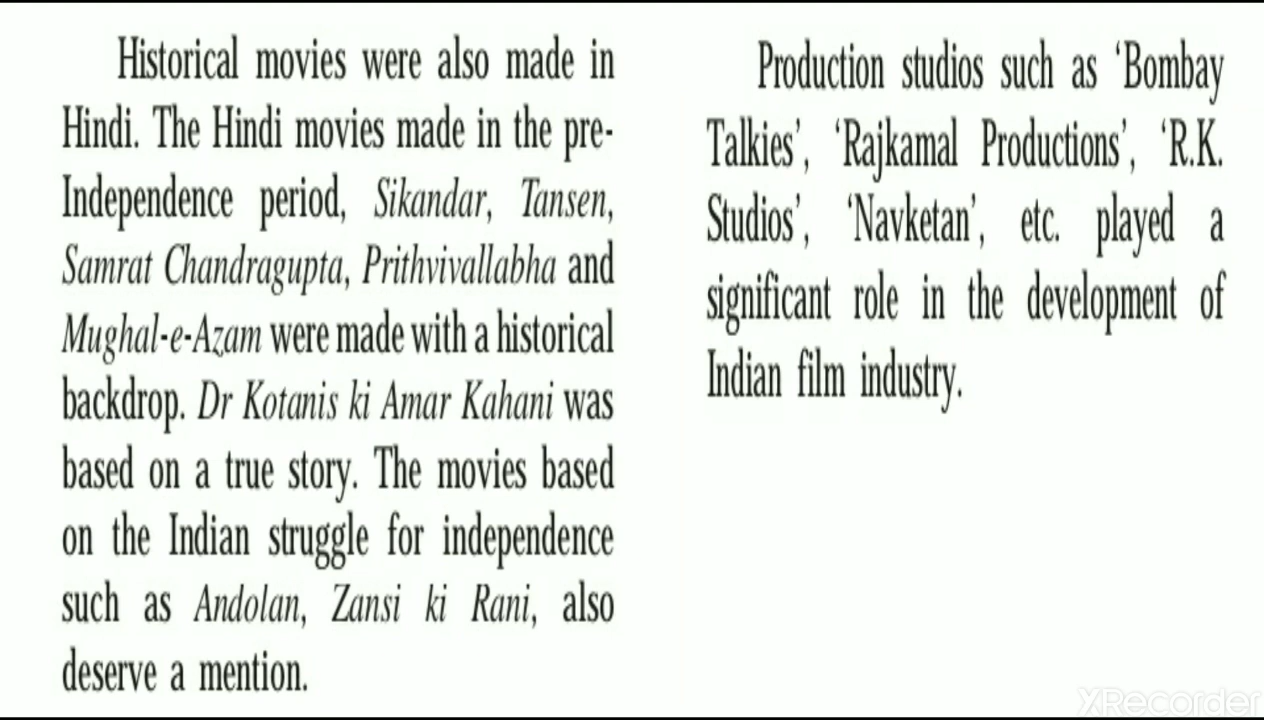 Historical movies were also made in
Hindi. The Hindi movies made in the pre-
Independence period, Sikandar, Tansen,
Samrat Chandragupta, Prithvivallabha and
Mughal-e-Azam were made with a historical
backdrop. Dr Kotanis ki Amar Kahani was
based on a true story. The movies based
on the Indian struggle for independence
such as Andolan, Zansi ki Rani, also
deserve a mention.
Production studios such as ‘Bombay
Talkies’, ‘Rajkamal Productions’, ‘R.K.
Studios’, ‘Navketan’, etc. played a
significant role in the development of
Indian film industry.
XRecorder